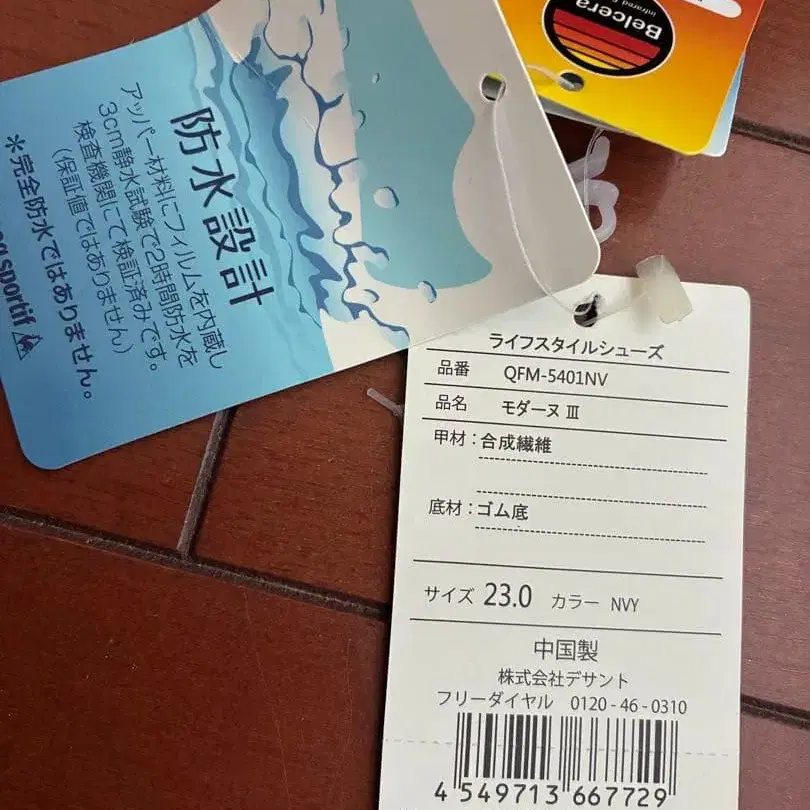 防水設計
アッパー材料にフィルムを内蔵し
3cm静水試験で2時間防水を
検査機関にて検証済みです。
(保証値ではありません)
*完全防水ではありません。
sportif
Belcera
ライフスタイルシューズ
品番 QFM-5401NV
品名 モダーヌ Ⅲ
甲材：合成繊維
底材：ゴム底
サイズ 23.0 カラー NVY
中国製
株式会社デサント
フリーダイヤル 0120-46-0310
4 549713 667729